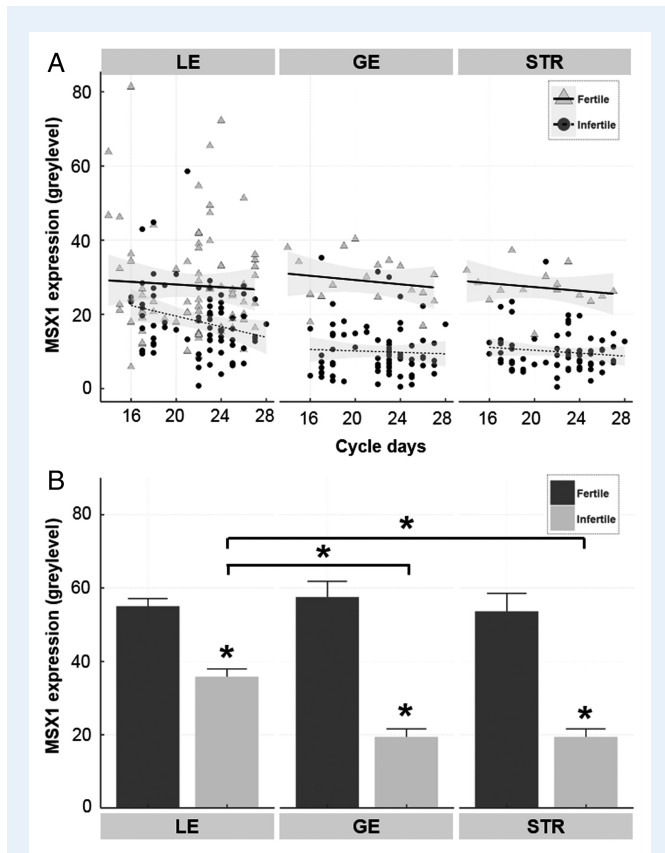 A
LE GE STR
80
60
40
20
0
MSX1 expression (greylevel)
Fertile
Infertile
16 20 24 28 16 20 24 28 16 20 24 28
Cycle days
B
80
60
40
20
0
MSX1 expression (greylevel)
Fertile
Infertile
*
*
* * *
LE GE STR